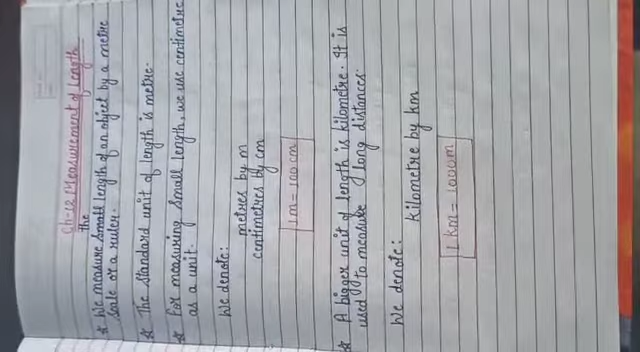 Ch-12 Measurement of Length
the
☆ We measure small length of an object by a metre
scale or a ruler.
☆ The standard unit of length is metre.
☆ For measuring small length, we use centimetre
as a unit.
We denote:
metres by m
centimetres by cm
1m = 100 cm
☆ A bigger unit of length is kilometre. It is
used to measure long distances.
We denote:
kilometre by km
1 km = 1000m